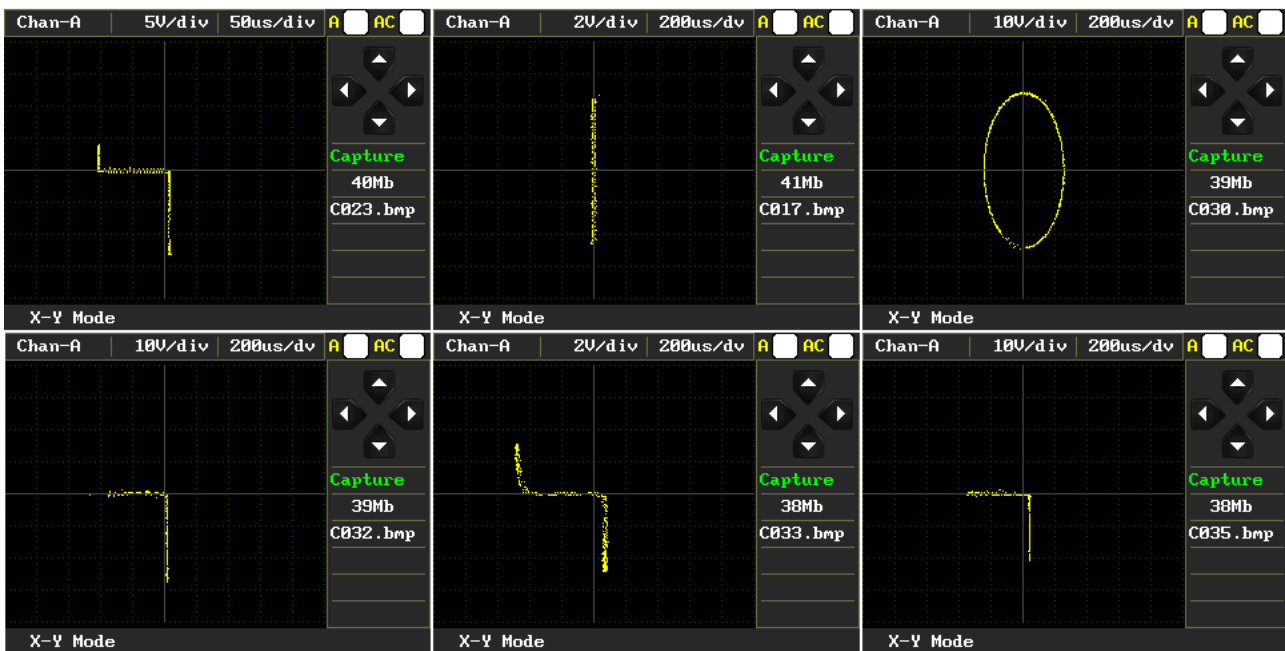 Chan-A 5V/div 50us/div A AC
Capture
40Mb
C023.bmp
X-Y Mode
Chan-A 2V/div 200us/dv A AC
Capture
41Mb
C017.bmp
X-Y Mode
Chan-A 10V/div 200us/dv A AC
Capture
39Mb
C030.bmp
X-Y Mode
Chan-A 10V/div 200us/dv A AC
Capture
39Mb
C032.bmp
X-Y Mode
Chan-A 2V/div 200us/dv A AC
Capture
38Mb
C033.bmp
X-Y Mode
Chan-A 10V/div 200us/dv A AC
Capture
38Mb
C035.bmp
X-Y Mode